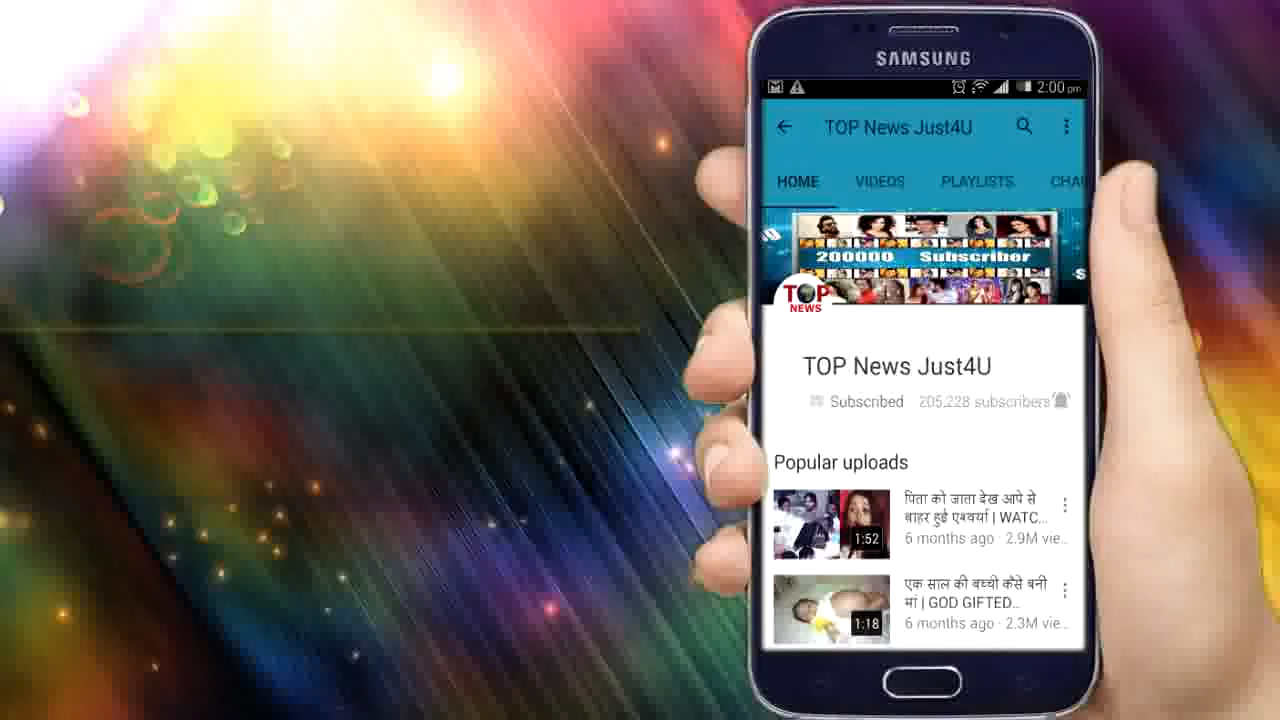 SAMSUNG
2:00 pm
TOP News Just4U
HOME VIDEOS PLAYLISTS CHA
200000 Subscriber
TOP
NEWS
TOP News Just4U
Subscribed 205,228 subscribers
Popular uploads
पिता को जाता देख आपे से
बाहर हुई एश्वर्या | WATC...
1:52
6 months ago · 2.9M vie..
एक साल की बच्ची कैसे बनी
मां | GOD GIFTED..
1:18
6 months ago · 2.3M vie..